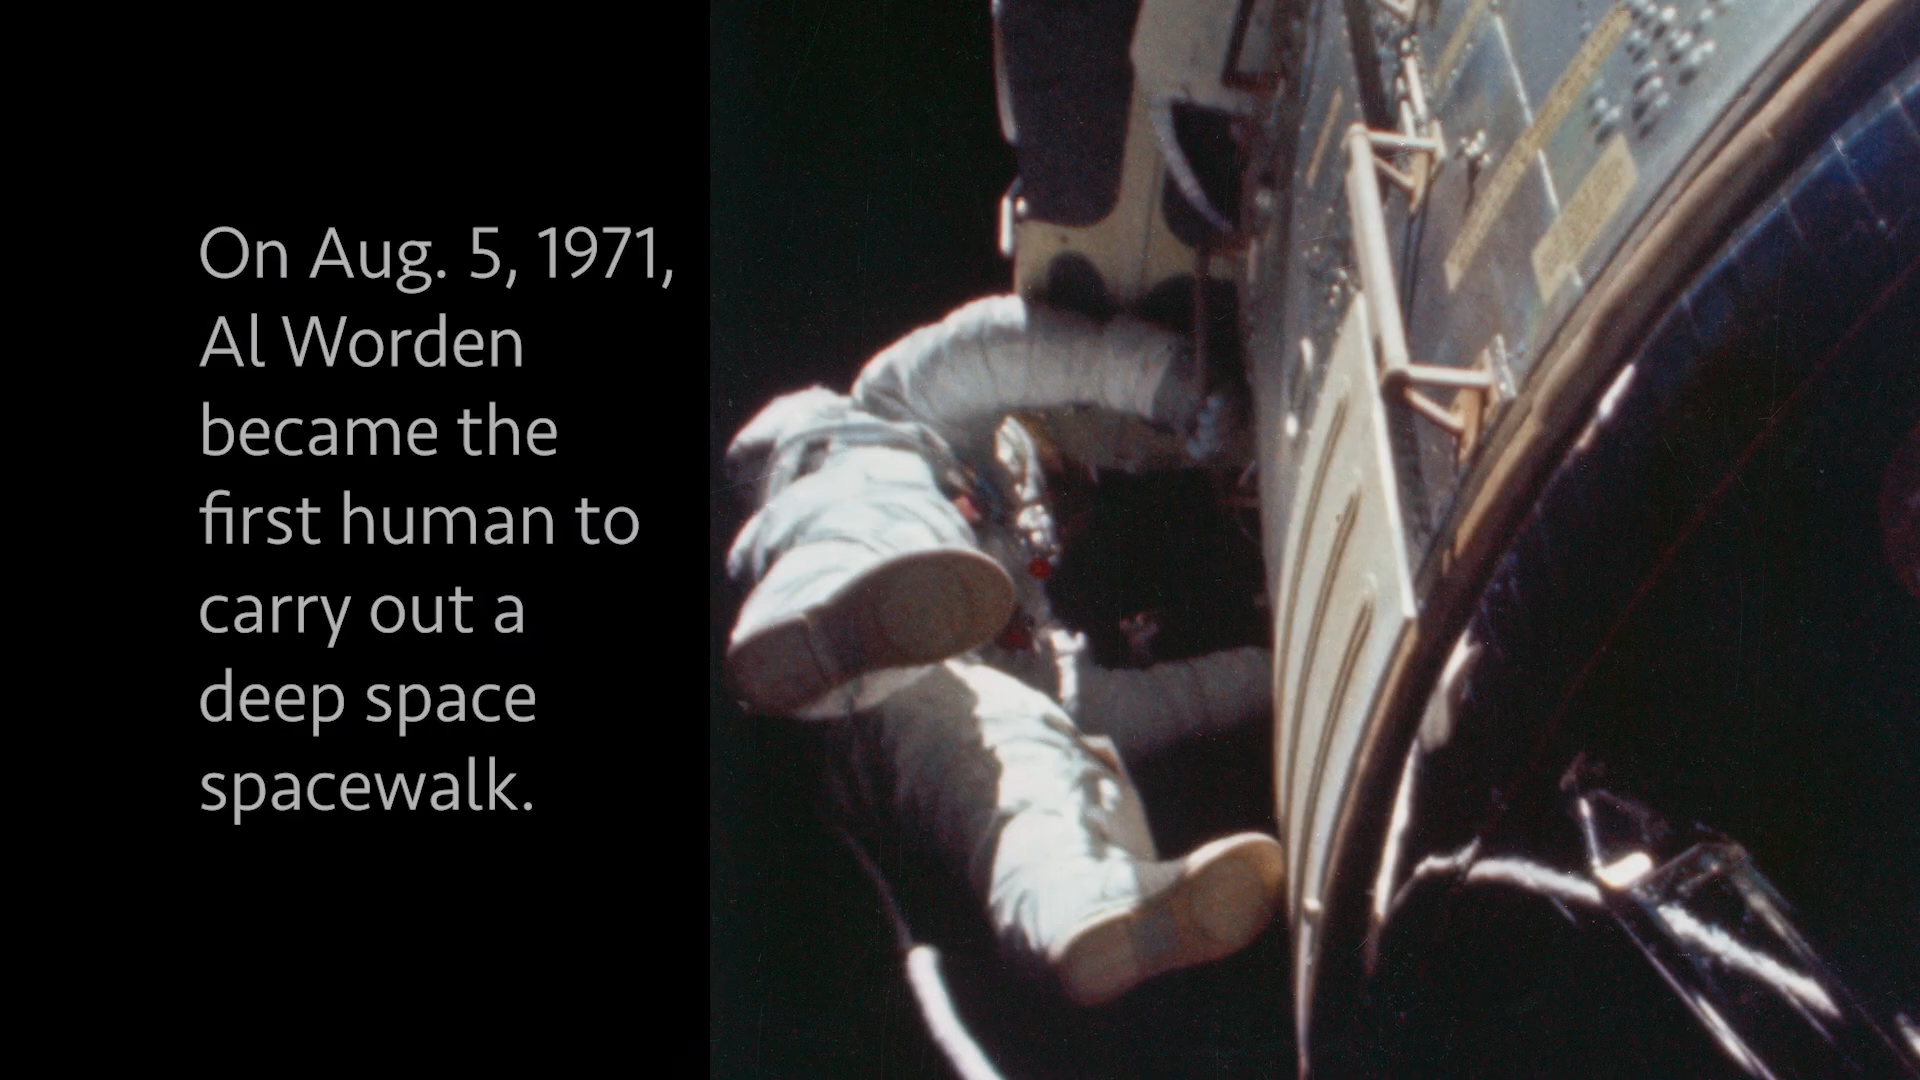 On Aug. 5, 1971,
Al Worden
became the
first human to
carry out a
deep space
spacewalk.